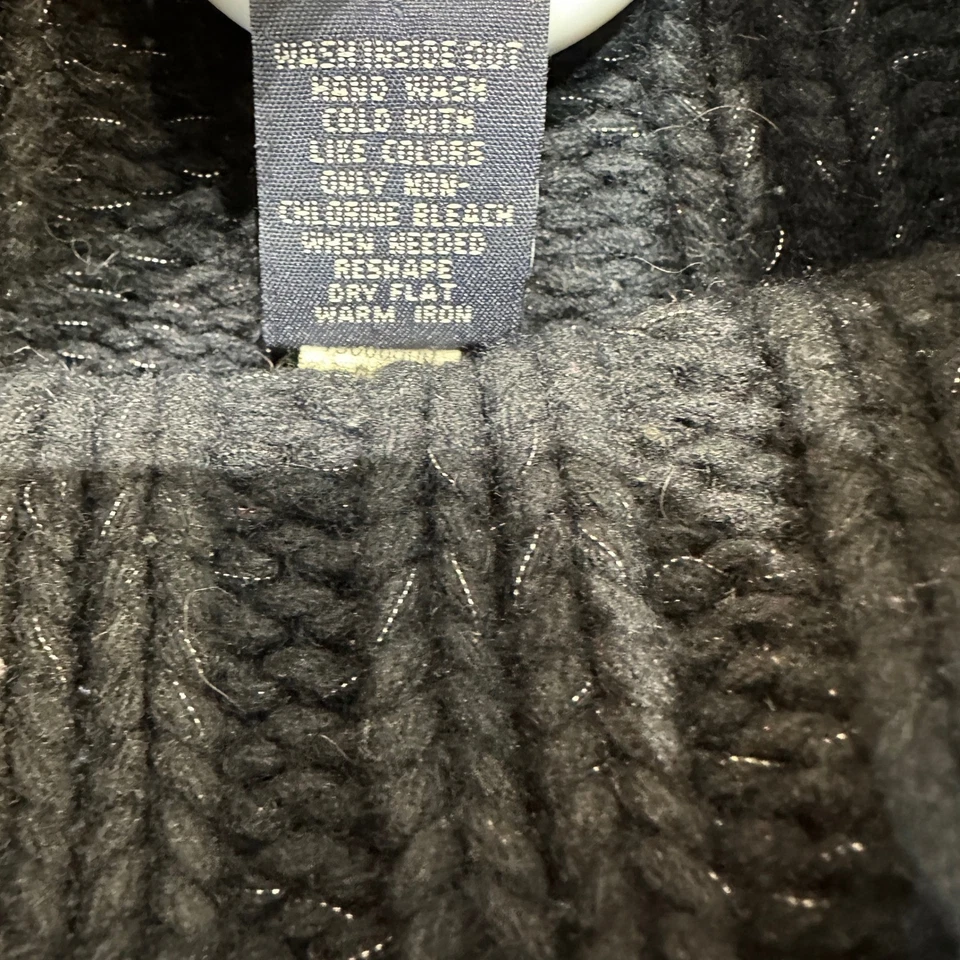 WASH INSIDE OUT
HAND WASH
COLD WITH
LIKE COLORS
ONLY NON-
CHLORINE BLEACH
WHEN NEEDED
RESHAPE
DRY FLAT
WARM IRON